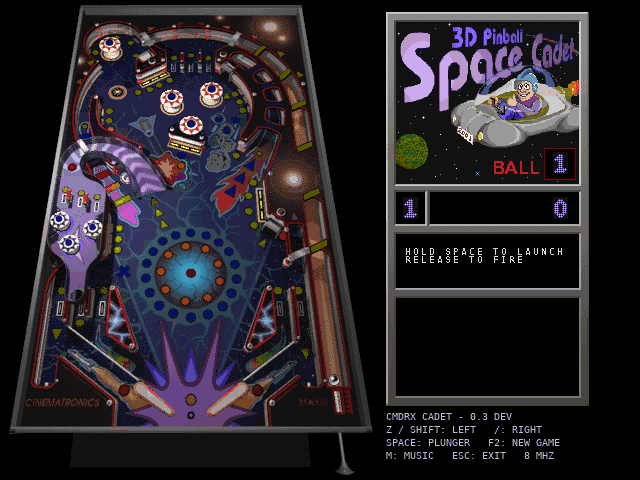 3D Pinball
Space Cadet
BALL 1
1 0
HOLD SPACE TO LAUNCH
RELEASE TO FIRE
CINEMATRONICS
CMDRX CADET - 0.3 DEV
Z / SHIFT: LEFT /: RIGHT
SPACE: PLUNGER F2: NEW GAME
M: MUSIC ESC: EXIT 8 MHZ